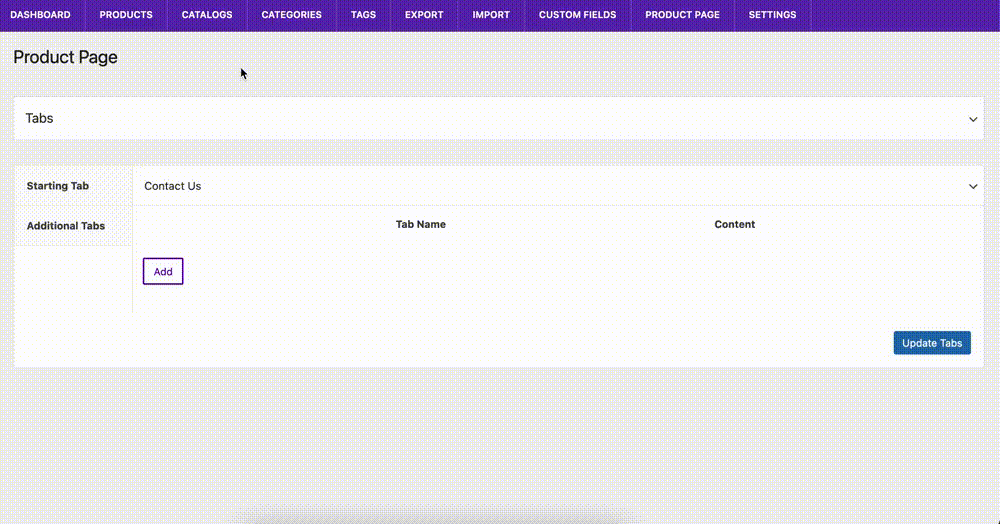 DASHBOARD PRODUCTS CATALOGS CATEGORIES TAGS EXPORT IMPORT CUSTOM FIELDS PRODUCT PAGE SETTINGS
Product Page
Tabs
Starting Tab Contact Us
Additional Tabs Tab Name Content
Add
Update Tabs